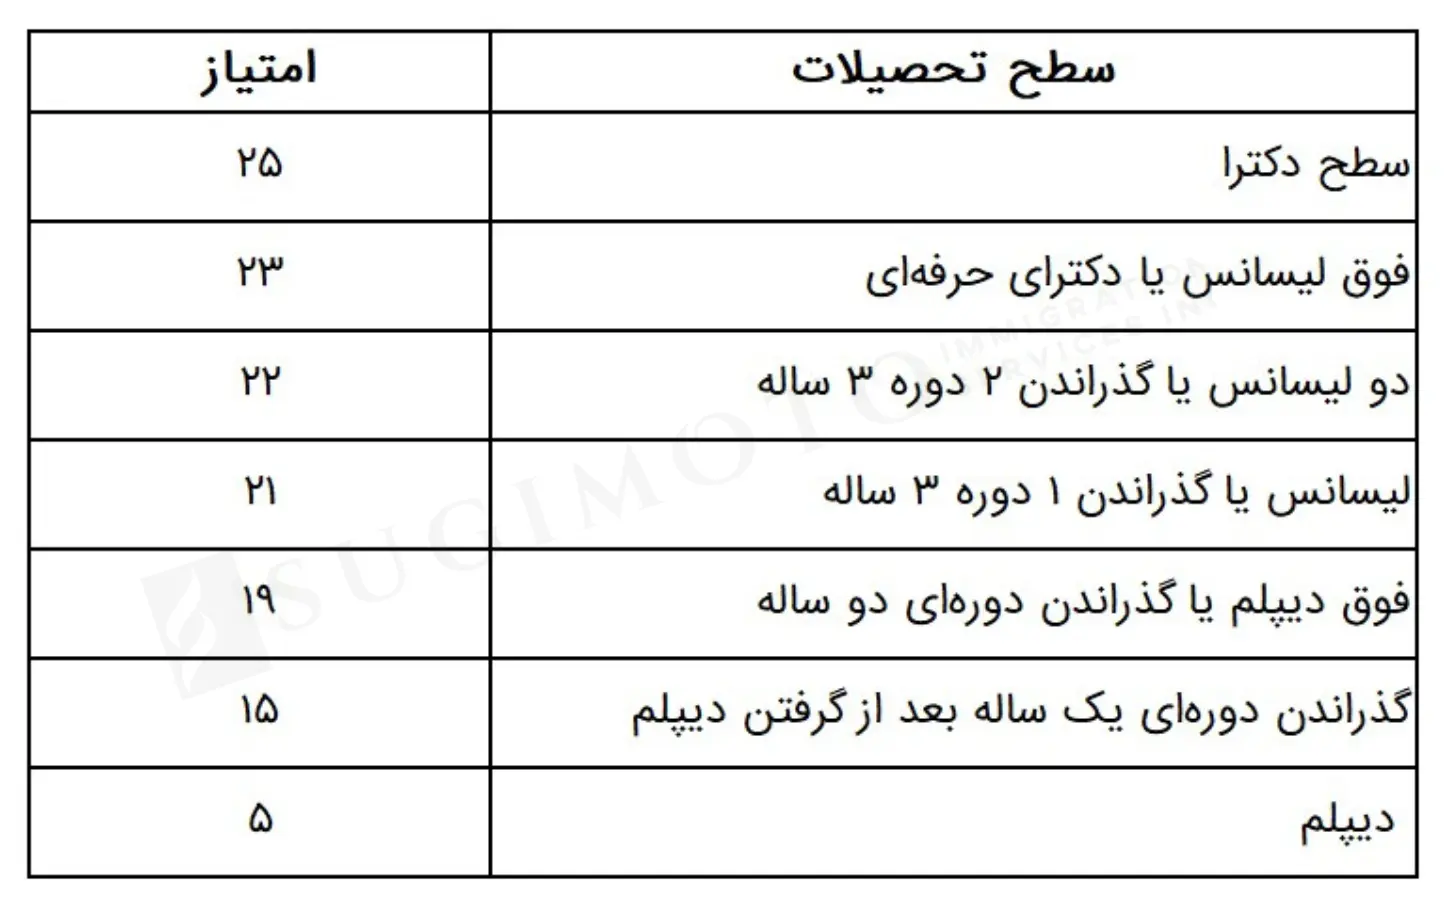 سطح تحصیلات امتیاز
سطح دکترا ۲۵
فوق لیسانس یا دکترای حرفه‌ای ۲۳
دو لیسانس یا گذراندن ۲ دوره ۳ ساله ۲۲
لیسانس یا گذراندن ۱ دوره ۳ ساله ۲۱
فوق دیپلم یا گذراندن دوره‌ای دو ساله ۱۹
گذراندن دوره‌ای یک ساله بعد از گرفتن دیپلم ۱۵
دیپلم ۵
SUGIMOTO
IMMIGRATION
SERVICES INT